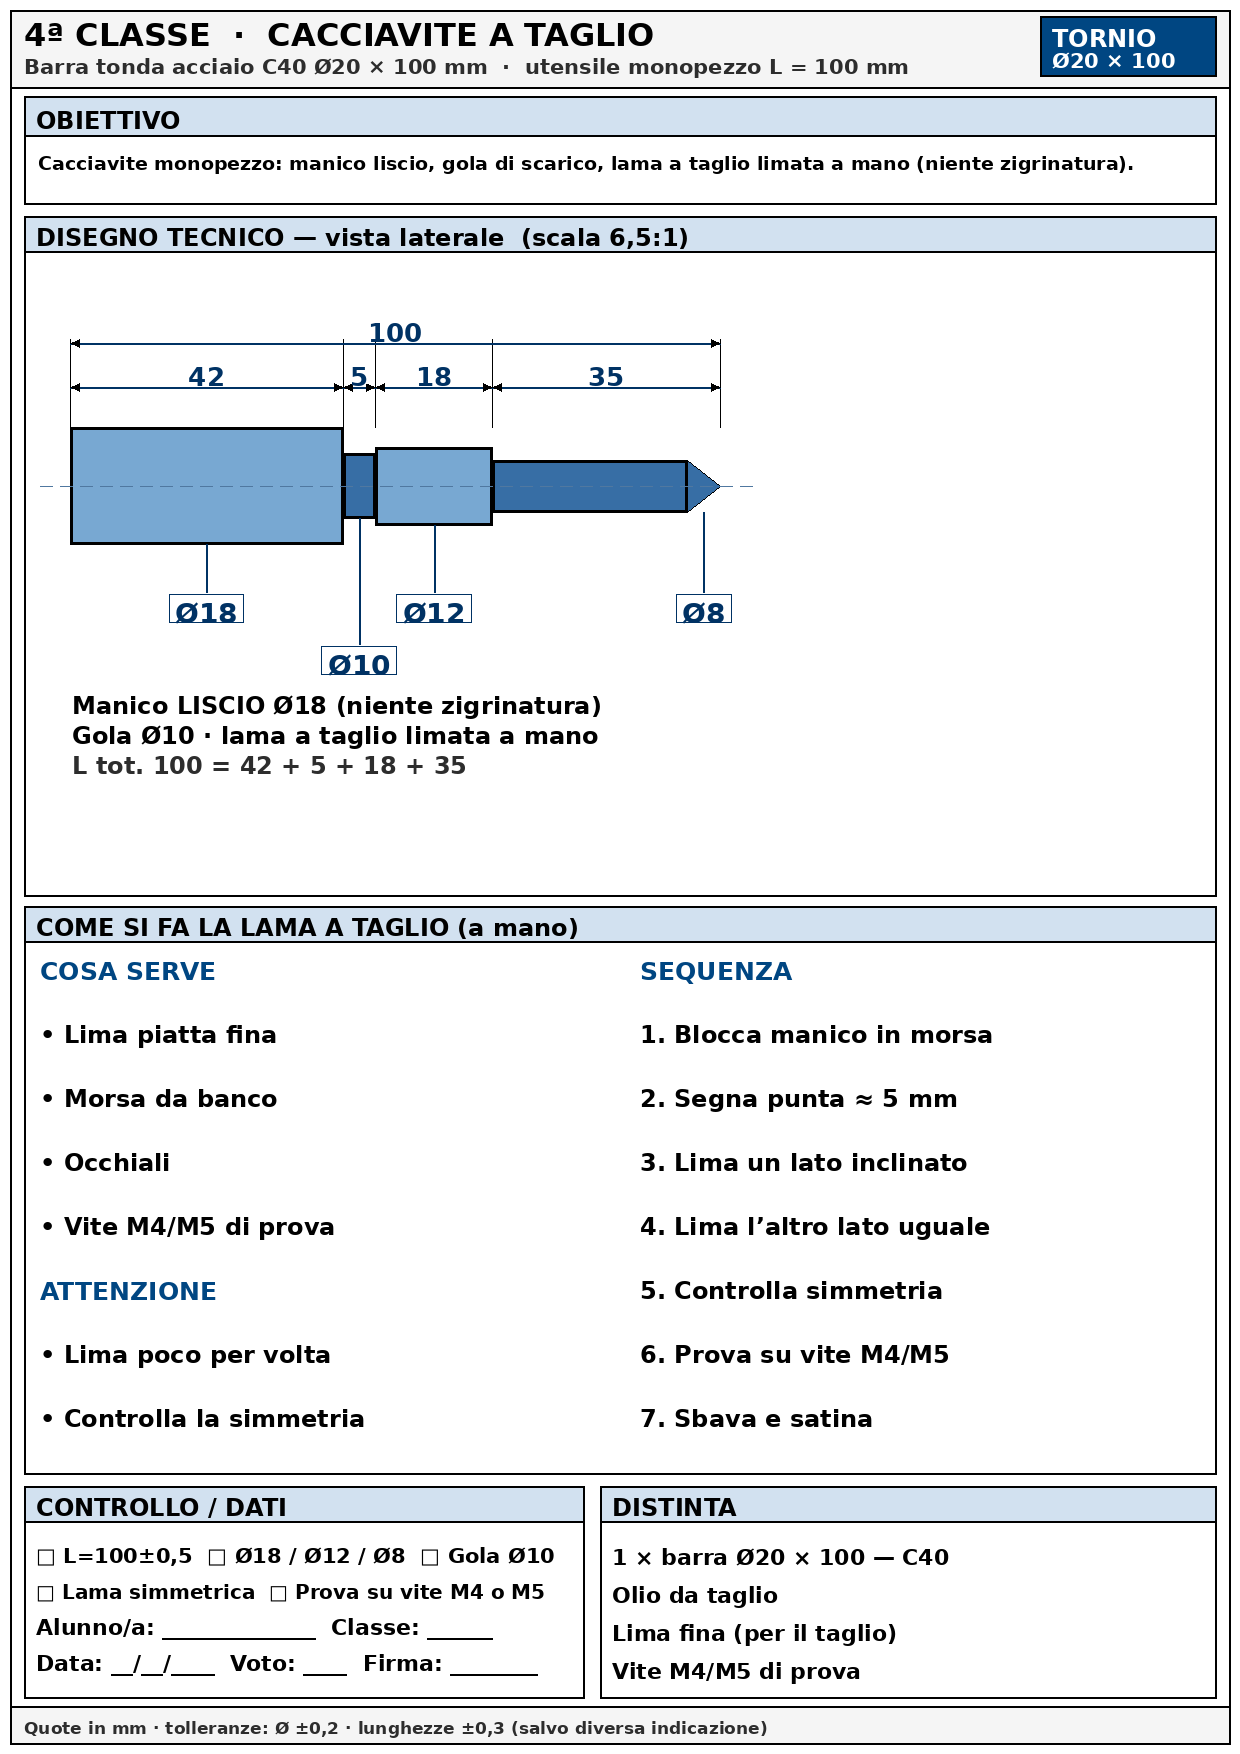 4ª CLASSE · CACCIAVITE A TAGLIO
Barra tonda acciaio C40 Ø20 × 100 mm · utensile monopezzo L = 100 mm
TORNIO
Ø20 × 100
OBIETTIVO
Cacciavite monopezzo: manico liscio, gola di scarico, lama a taglio limata a mano (niente zigrinatura).
DISEGNO TECNICO — vista laterale (scala 6,5:1)
100
42 5 18 35
Ø18 Ø12 Ø8
Ø10
Manico LISCIO Ø18 (niente zigrinatura)
Gola Ø10 · lama a taglio limata a mano
L tot. 100 = 42 + 5 + 18 + 35
COME SI FA LA LAMA A TAGLIO (a mano)
COSA SERVE
• Lima piatta fina
• Morsa da banco
• Occhiali
• Vite M4/M5 di prova
ATTENZIONE
• Lima poco per volta
• Controlla la simmetria
SEQUENZA
1. Blocca manico in morsa
2. Segna punta ≈ 5 mm
3. Lima un lato inclinato
4. Lima l’altro lato uguale
5. Controlla simmetria
6. Prova su vite M4/M5
7. Sbava e satina
CONTROLLO / DATI
□ L=100±0,5 □ Ø18 / Ø12 / Ø8 □ Gola Ø10
□ Lama simmetrica □ Prova su vite M4 o M5
Alunno/a: ______________ Classe: ______
Data: __/__/____ Voto: ____ Firma: ________
DISTINTA
1 × barra Ø20 × 100 — C40
Olio da taglio
Lima fina (per il taglio)
Vite M4/M5 di prova
Quote in mm · tolleranze: Ø ±0,2 · lunghezze ±0,3 (salvo diversa indicazione)